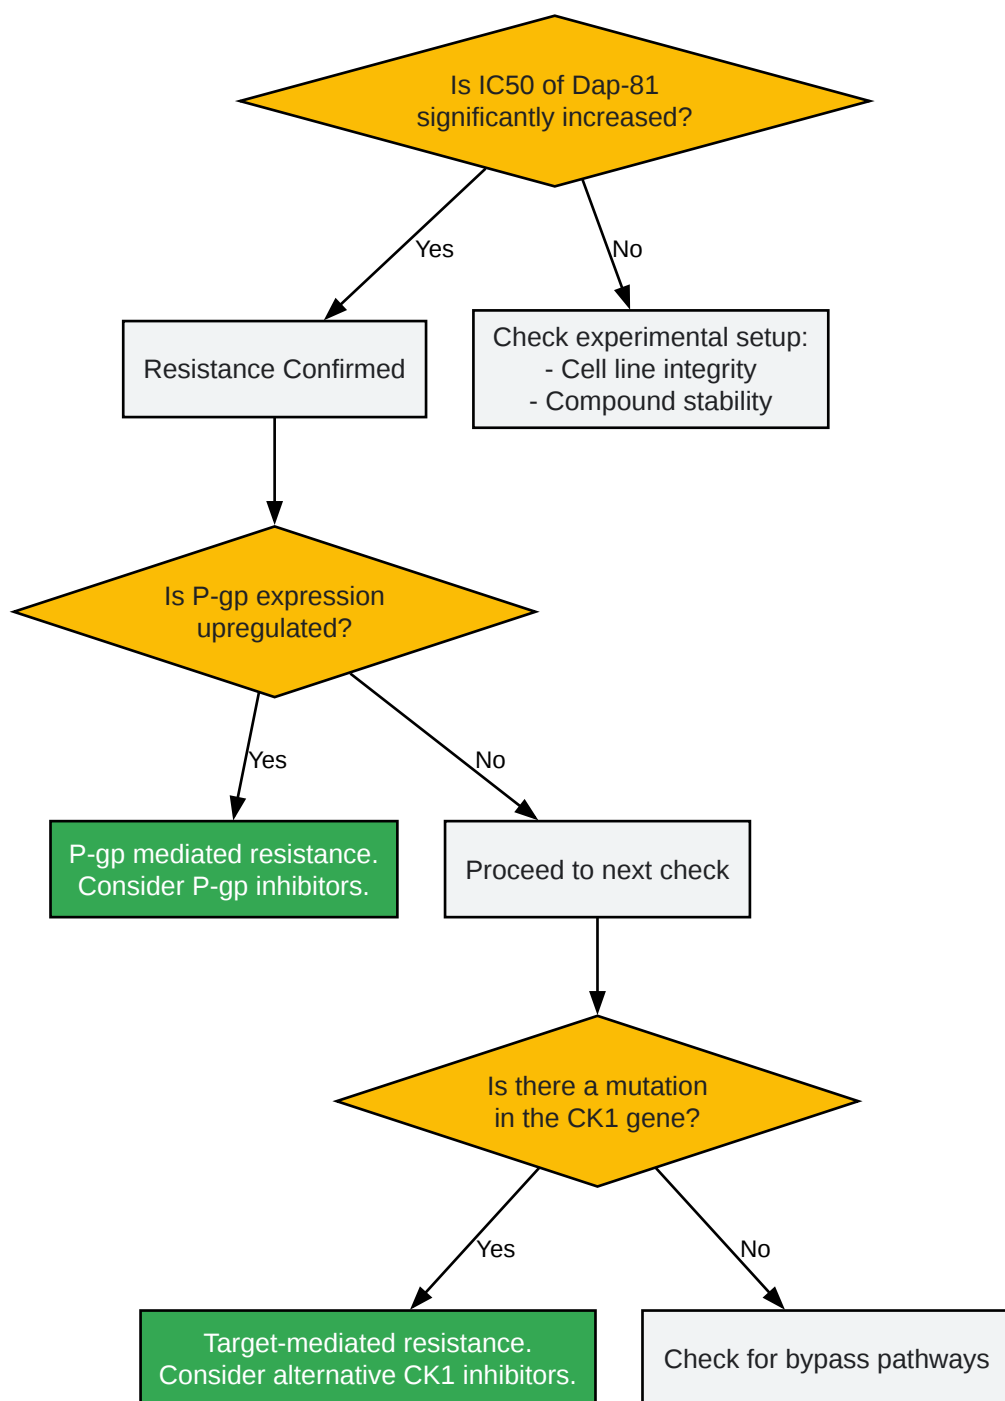 Is IC50 of Dap-81
significantly increased?
Yes
No
Resistance Confirmed
Check experimental setup:
- Cell line integrity
- Compound stability
Is P-gp expression
upregulated?
Yes
No
P-gp mediated resistance.
Consider P-gp inhibitors.
Proceed to next check
Is there a mutation
in the CK1 gene?
Yes
No
Target-mediated resistance.
Consider alternative CK1 inhibitors.
Check for bypass pathways